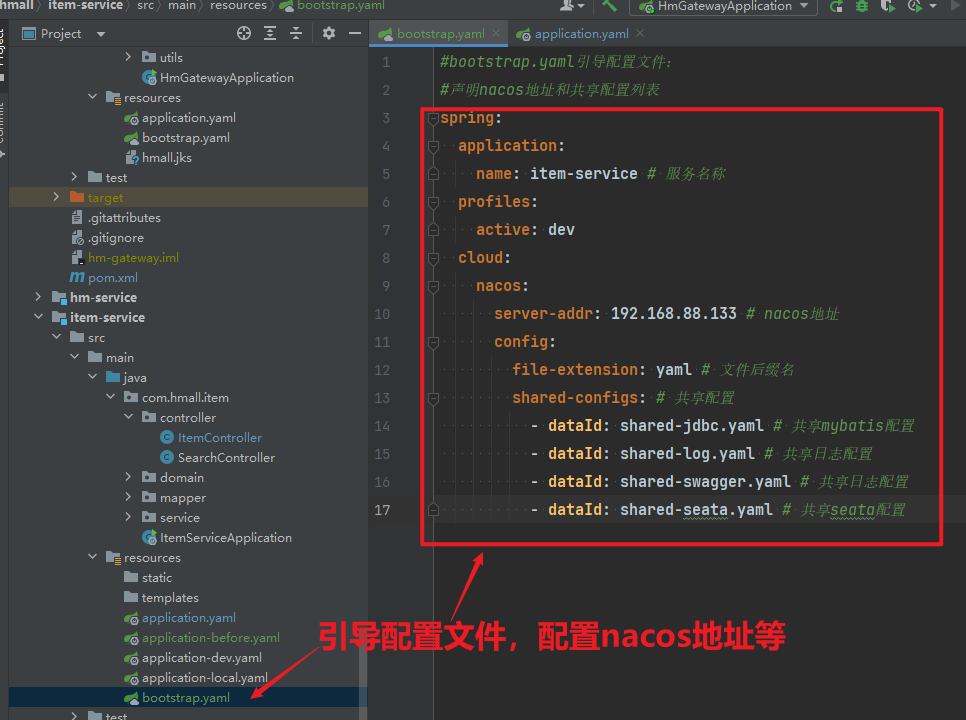 hmall item-service src main resources bootstrap.yaml HmGatewayApplication
Project
bootstrap.yaml application.yaml
utils
HmGatewayApplication
resources
application.yaml
bootstrap.yaml
hmall.jks
test
target
.gitattributes
.gitignore
hm-gateway.iml
pom.xml
hm-service
item-service
src
main
java
com.hmall.item
controller
ItemController
SearchController
domain
mapper
service
ItemServiceApplication
resources
static
templates
application.yaml
application-before.yaml
application-dev.yaml
application-local.yaml
bootstrap.yaml
test
1 #bootstrap.yaml引导配置文件:
2 #声明nacos地址和共享配置列表
3 spring:
4 application:
5 name: item-service # 服务名称
6 profiles:
7 active: dev
8 cloud:
9 nacos:
10 server-addr: 192.168.88.133 # nacos地址
11 config:
12 file-extension: yaml # 文件后缀名
13 shared-configs: # 共享配置
14 - dataId: shared-jdbc.yaml # 共享mybatis配置
15 - dataId: shared-log.yaml # 共享日志配置
16 - dataId: shared-swagger.yaml # 共享日志配置
17 - dataId: shared-seata.yaml # 共享seata配置
引导配置文件，配置nacos地址等